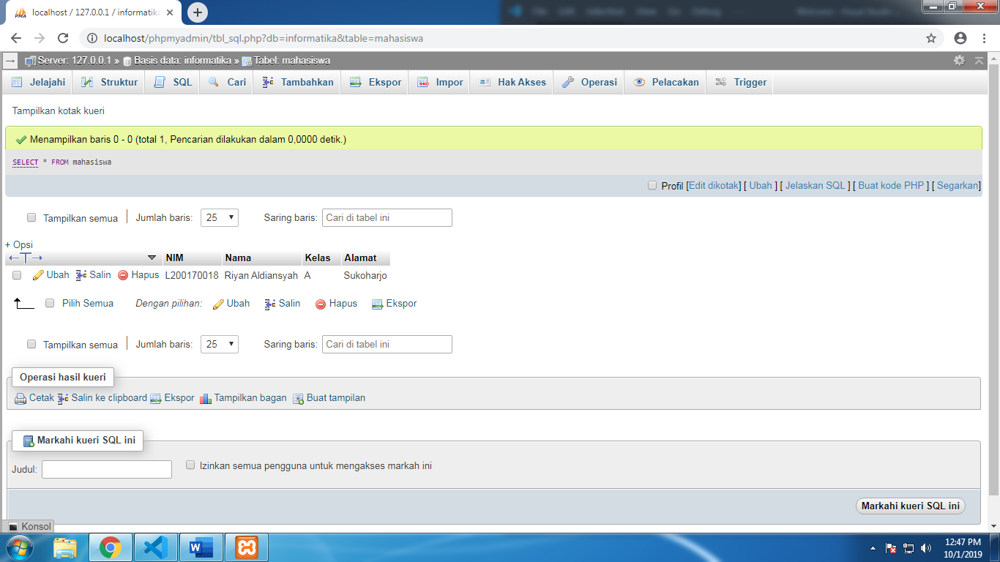 localhost / 127.0.0.1 / informatika
localhost/phpmyadmin/tbl_sql.php?db=informatika&table=mahasiswa
Server: 127.0.0.1 » Basis data: informatika » Tabel: mahasiswa
Jelajahi Struktur SQL Cari Tambahkan Ekspor Impor Hak Akses Operasi Pelacakan Trigger
Tampilkan kotak kueri
Menampilkan baris 0 - 0 (total 1, Pencarian dilakukan dalam 0,0000 detik.)
SELECT * FROM mahasiswa
Profil [Edit dikotak] [ Ubah ] [ Jelaskan SQL ] [ Buat kode PHP ] [ Segarkan]
Tampilkan semua Jumlah baris: 25 Saring baris: Cari di tabel ini
+ Opsi
←T→ NIM Nama Kelas Alamat
Ubah Salin Hapus L200170018 Riyan Aldiansyah A Sukoharjo
Pilih Semua Dengan pilihan: Ubah Salin Hapus Ekspor
Tampilkan semua Jumlah baris: 25 Saring baris: Cari di tabel ini
Operasi hasil kueri
Cetak Salin ke clipboard Ekspor Tampilkan bagan Buat tampilan
Markahi kueri SQL ini
Judul: Izinkan semua pengguna untuk mengakses markah ini
Markahi kueri SQL ini
Konsol
12:47 PM
10/1/2019